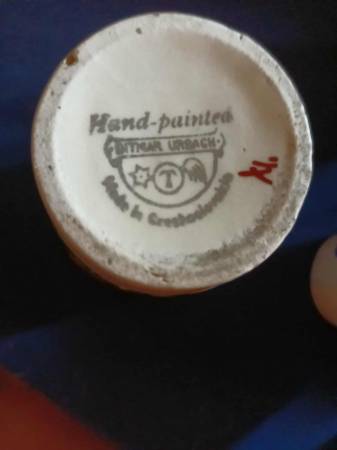 Hand-painted
DITMAR URBACH
T
Made in Czechoslovakia